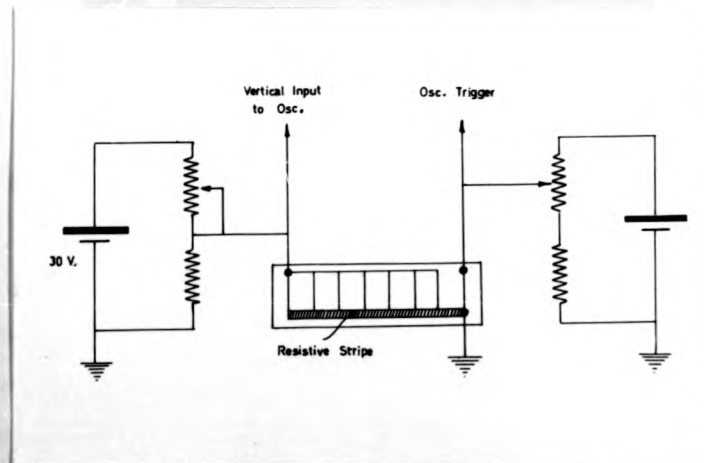 Vertical Input
to Osc.
Osc. Trigger
30 V.
Resistive Stripe